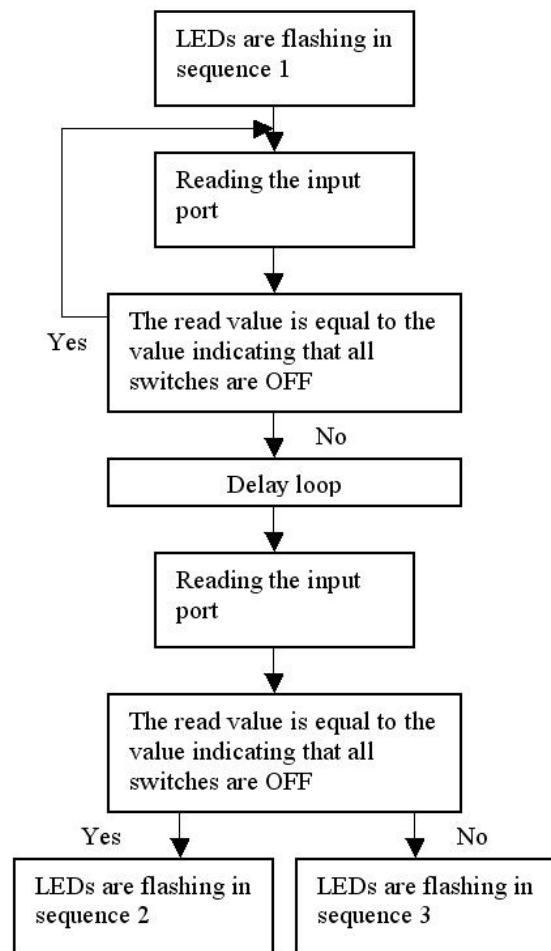 LEDs are flashing in
sequence 1
Reading the input
port
Yes
The read value is equal to the
value indicating that all
switches are OFF
No
Delay loop
Reading the input
port
The read value is equal to the
value indicating that all
switches are OFF
Yes
No
LEDs are flashing in
sequence 2
LEDs are flashing in
sequence 3